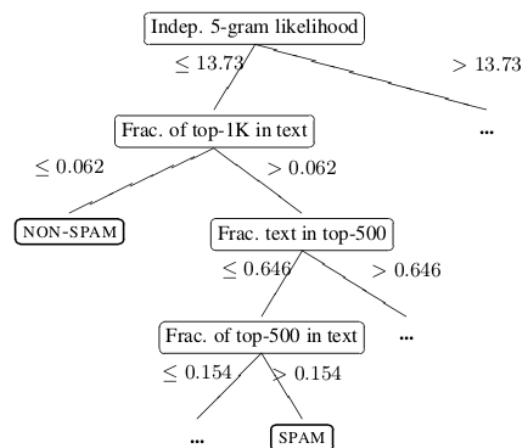 Indep. 5-gram likelihood
≤ 13.73 > 13.73
Frac. of top-1K in text ...
≤ 0.062 > 0.062
NON-SPAM Frac. text in top-500
≤ 0.646 > 0.646
Frac. of top-500 in text ...
≤ 0.154 > 0.154
... SPAM